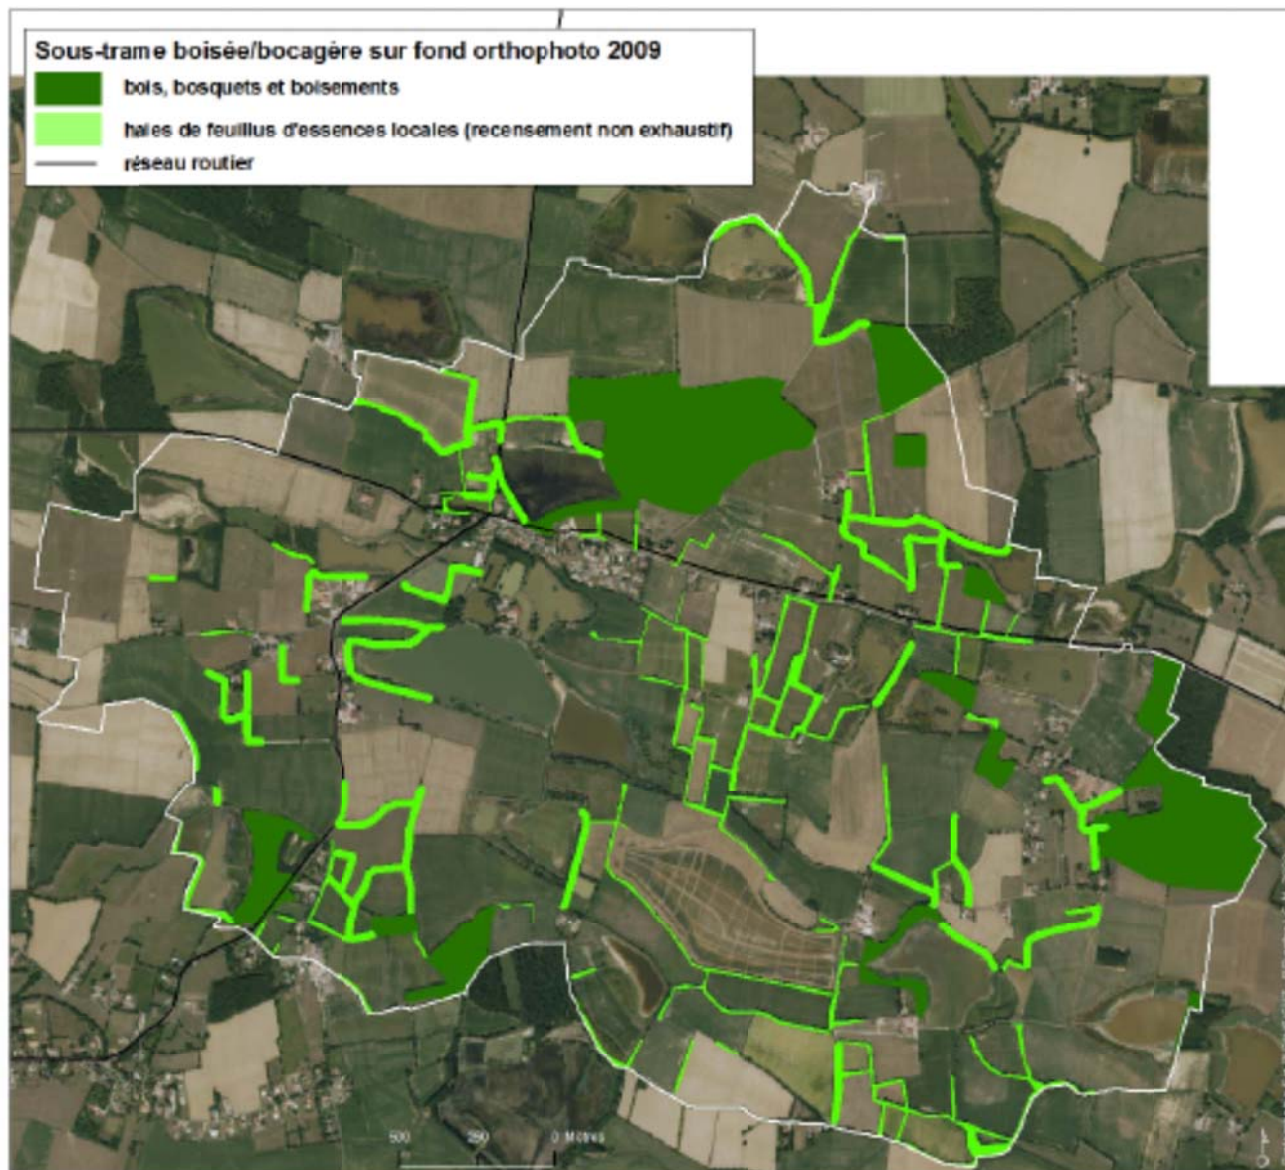 Sous-trame boisée/bocagère sur fond orthophoto 2009
bois, bosquets et boisements
haies de feuillus d'essences locales (recensement non exhaustif)
réseau routier
500 250 0 Mètres